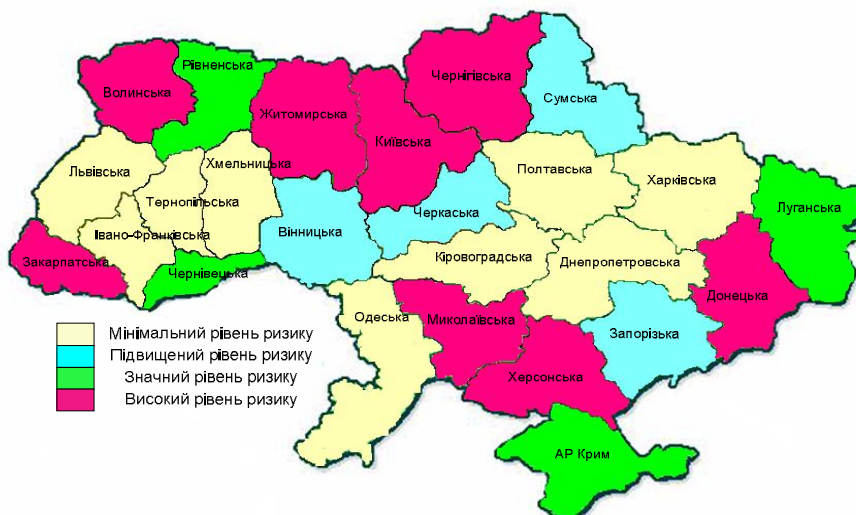 Рівненська
Волинська
Чернігівська
Сумська
Житомирська
Київська
Хмельницька
Львівська
Полтавська
Харківська
Тернопільська
Черкаська
Луганська
Вінницька
Івано-Франківська
Закарпатська
Чернівецька
Кіровоградська
Днепропетровська
Донецька
Одеська
Миколаївська
Запорізька
Херсонська
АР Крим
Мінімальний рівень ризику
Підвищений рівень ризику
Значний рівень ризику
Високий рівень ризику